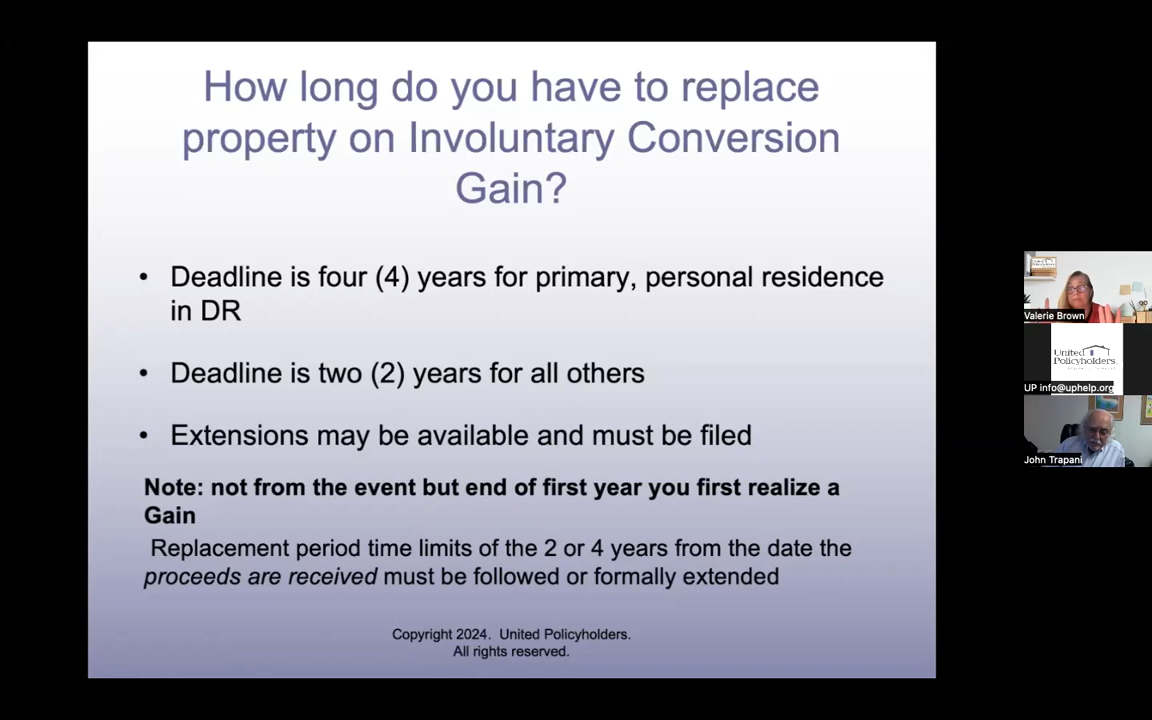 How long do you have to replace
property on Involuntary Conversion
Gain?
• Deadline is four (4) years for primary, personal residence
in DR
• Deadline is two (2) years for all others
• Extensions may be available and must be filed
Note: not from the event but end of first year you first realize a
Gain
Replacement period time limits of the 2 or 4 years from the date the
proceeds are received must be followed or formally extended
Copyright 2024. United Policyholders.
All rights reserved.
Valerie Brown
United
Policyholders
UP info@uphelp.org
John Trapani